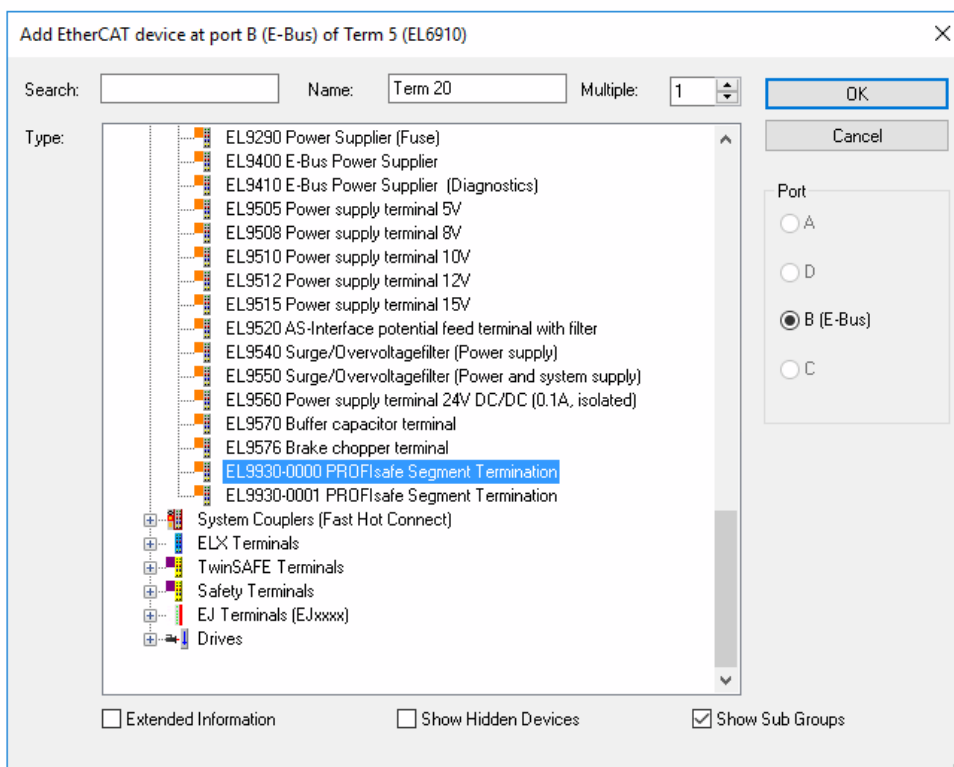 Add EtherCAT device at port B (E-Bus) of Term 5 (EL6910)
Search: Name: Term 20 Multiple: 1 OK
Type: Cancel
EL9290 Power Supplier (Fuse)
EL9400 E-Bus Power Supplier
EL9410 E-Bus Power Supplier (Diagnostics)
EL9505 Power supply terminal 5V
EL9508 Power supply terminal 8V
EL9510 Power supply terminal 10V
EL9512 Power supply terminal 12V
EL9515 Power supply terminal 15V
EL9520 AS-Interface potential feed terminal with filter
EL9540 Surge/Overvoltagefilter (Power supply)
EL9550 Surge/Overvoltagefilter (Power and system supply)
EL9560 Power supply terminal 24V DC/DC (0.1A, isolated)
EL9570 Buffer capacitor terminal
EL9576 Brake chopper terminal
EL9930-0000 PROFIsafe Segment Termination
EL9930-0001 PROFIsafe Segment Termination
System Couplers (Fast Hot Connect)
ELX Terminals
TwinSAFE Terminals
Safety Terminals
EJ Terminals (EJxxxx)
Drives
Port
A
D
B (E-Bus)
C
Extended Information Show Hidden Devices Show Sub Groups